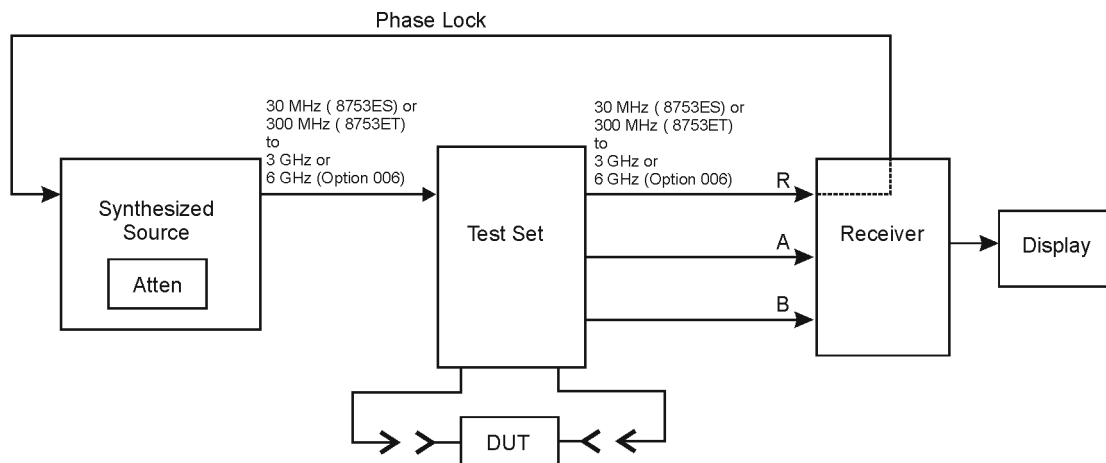 Phase Lock
30 MHz ( 8753ES) or
300 MHz ( 8753ET)
to
3 GHz or
6 GHz (Option 006)
30 MHz ( 8753ES) or
300 MHz ( 8753ET)
to
3 GHz or
6 GHz (Option 006)
R
Synthesized
Source
Atten
Test Set
A
B
Receiver
Display
DUT